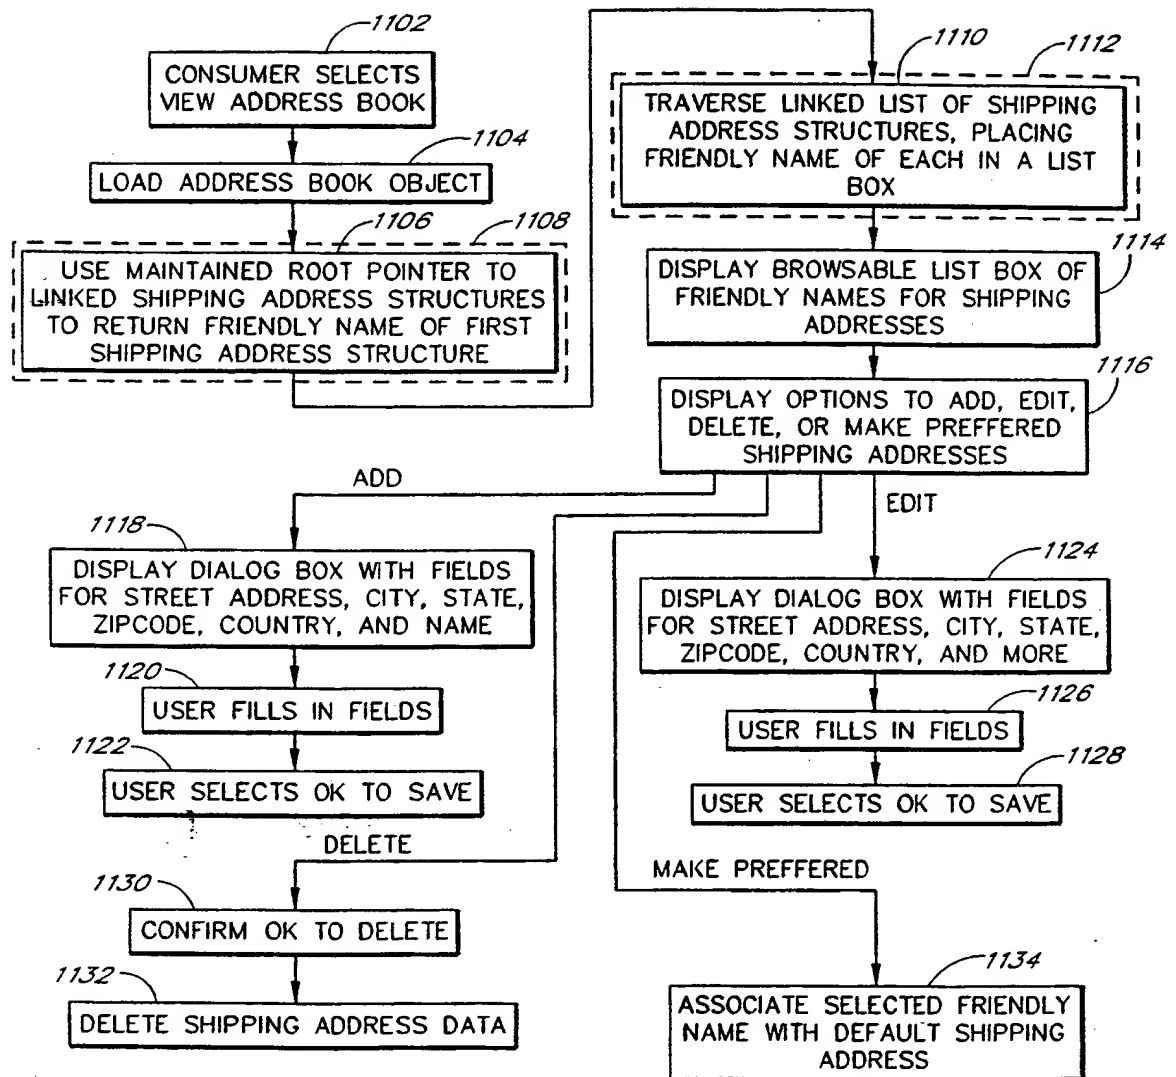 1102
CONSUMER SELECTS
VIEW ADDRESS BOOK
1104
LOAD ADDRESS BOOK OBJECT
1106
1108
USE MAINTAINED ROOT POINTER TO
LINKED SHIPPING ADDRESS STRUCTURES
TO RETURN FRIENDLY NAME OF FIRST
SHIPPING ADDRESS STRUCTURE
1110
1112
TRAVERSE LINKED LIST OF SHIPPING
ADDRESS STRUCTURES, PLACING
FRIENDLY NAME OF EACH IN A LIST
BOX
1114
DISPLAY BROWSABLE LIST BOX OF
FRIENDLY NAMES FOR SHIPPING
ADDRESSES
1116
DISPLAY OPTIONS TO ADD, EDIT,
DELETE, OR MAKE PREFFERED
SHIPPING ADDRESSES
ADD
1118
DISPLAY DIALOG BOX WITH FIELDS
FOR STREET ADDRESS, CITY, STATE,
ZIPCODE, COUNTRY, AND NAME
1120
USER FILLS IN FIELDS
1122
USER SELECTS OK TO SAVE
EDIT
1124
DISPLAY DIALOG BOX WITH FIELDS
FOR STREET ADDRESS, CITY, STATE,
ZIPCODE, COUNTRY, AND MORE
1126
USER FILLS IN FIELDS
1128
USER SELECTS OK TO SAVE
DELETE
1130
CONFIRM OK TO DELETE
1132
DELETE SHIPPING ADDRESS DATA
MAKE PREFFERED
1134
ASSOCIATE SELECTED FRIENDLY
NAME WITH DEFAULT SHIPPING
ADDRESS